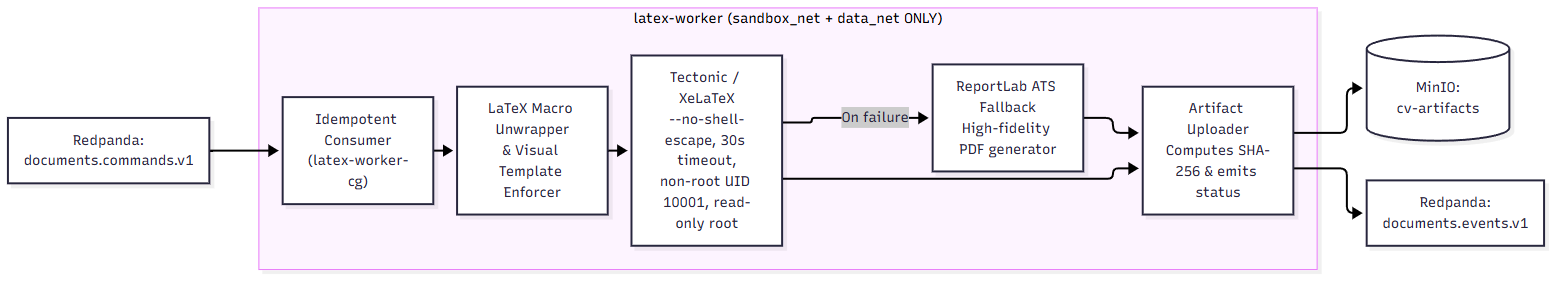 latex-worker (sandbox_net + data_net ONLY)
Redpanda:
documents.commands.v1
Idempotent
Consumer
(latex-worker-
cg)
LaTeX Macro
Unwrapper
& Visual
Template
Enforcer
Tectonic /
XeLaTeX
--no-shell-
escape, 30s
timeout,
non-root UID
10001, read-
only root
On failure
ReportLab ATS
Fallback
High-fidelity
PDF generator
Artifact
Uploader
Computes SHA-
256 & emits
status
MinIO:
cv-artifacts
Redpanda:
documents.events.v1